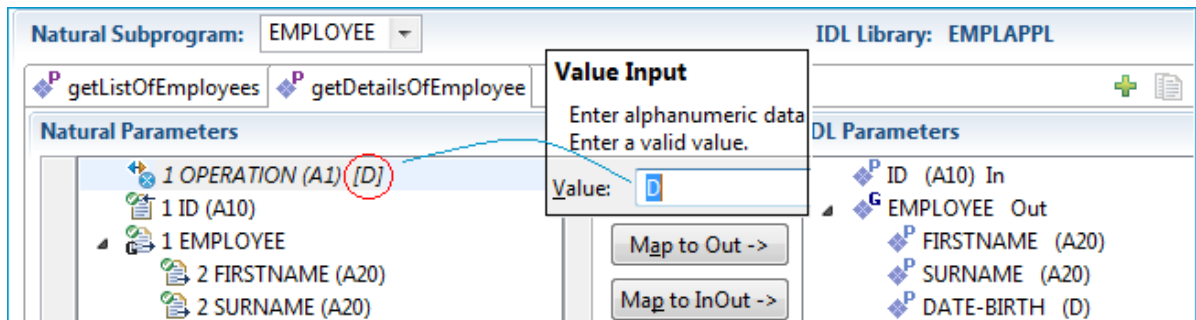 Natural Subprogram: EMPLOYEE IDL Library: EMPLAPPL
P getListOfEmployees P getDetailsOfEmployee
Value Input
Enter alphanumeric data
Enter a valid value.
Value: D
Natural Parameters
1 OPERATION (A1) [D]
1 ID (A10)
1 EMPLOYEE
2 FIRSTNAME (A20)
2 SURNAME (A20)
Map to Out ->
Map to InOut ->
DL Parameters
P ID (A10) In
G EMPLOYEE Out
P FIRSTNAME (A20)
P SURNAME (A20)
P DATE-BIRTH (D)